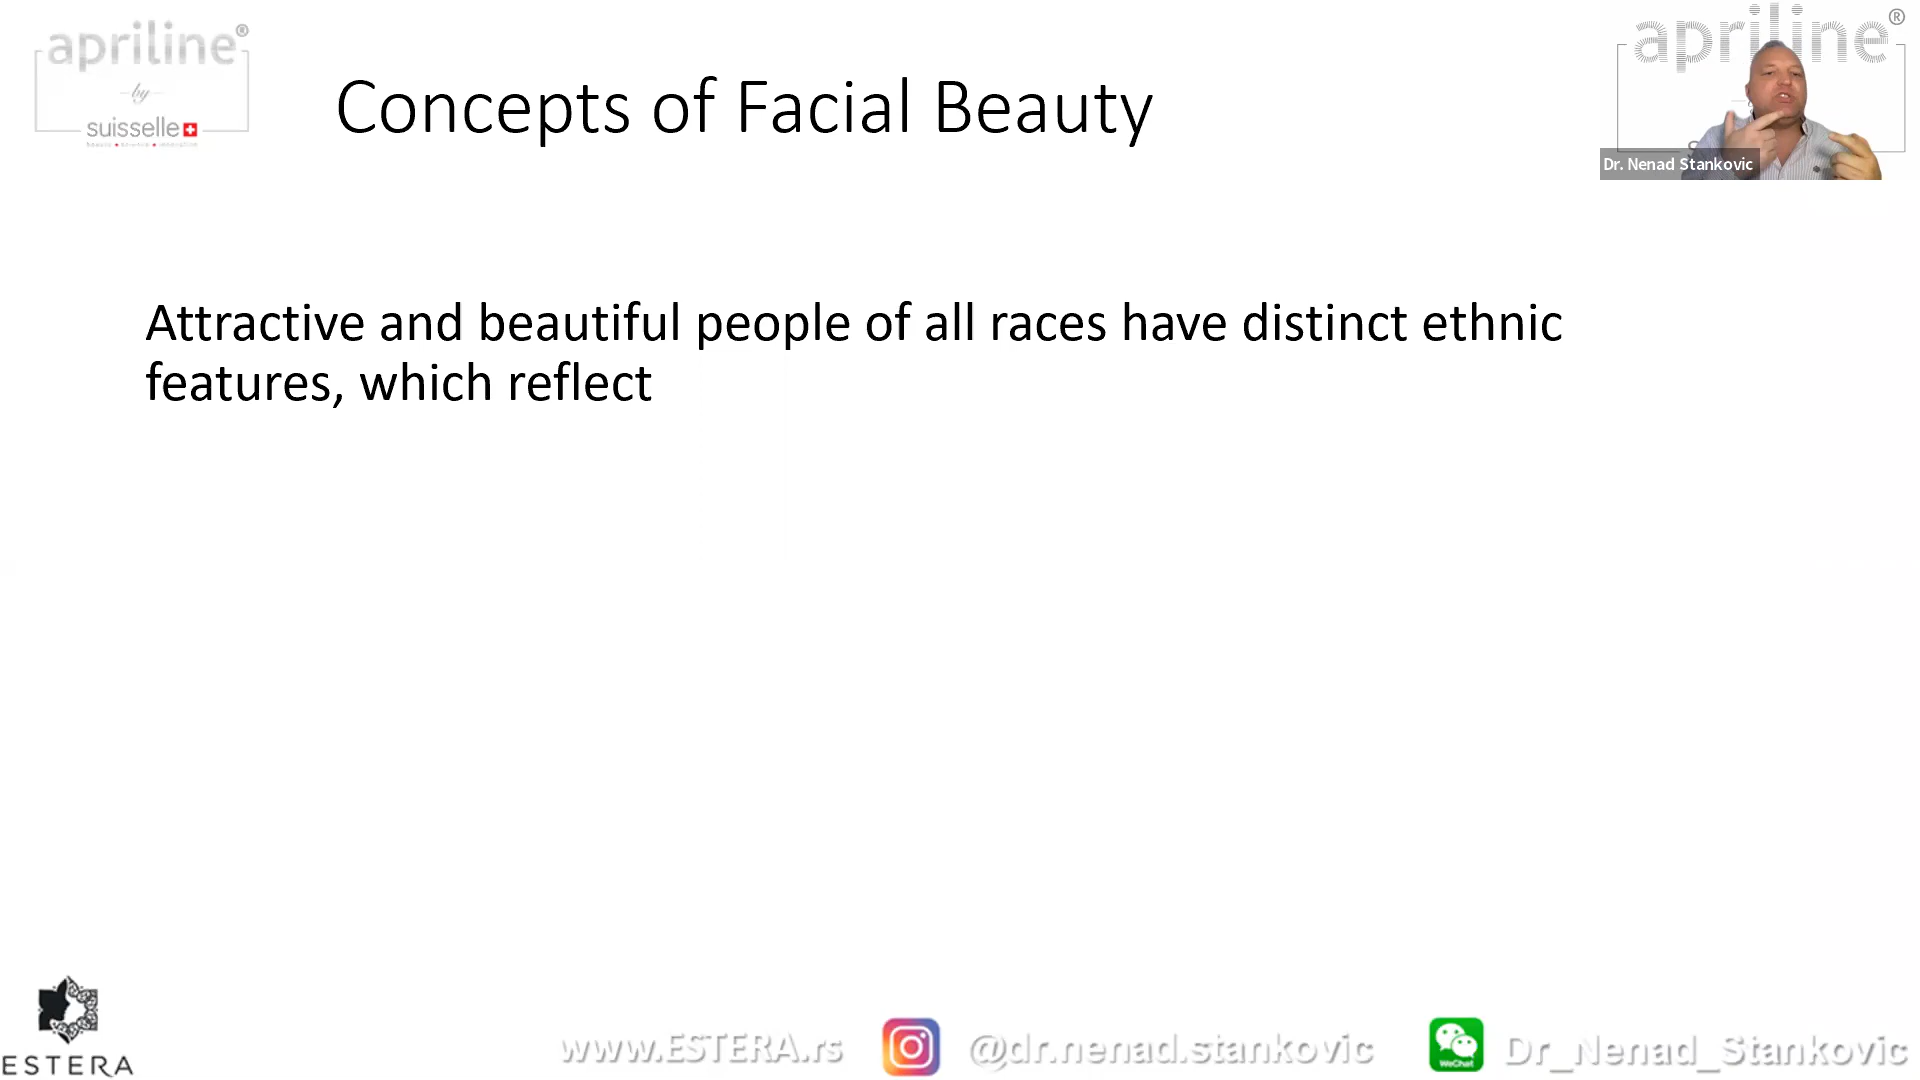 apriline®
by
suisselle
Concepts of Facial Beauty
apriline®
Dr. Nenad Stankovic
Attractive and beautiful people of all races have distinct ethnic
features, which reflect
ESTERA
www.ESTERA.rs
@dr.nenad.stankovic
WeChat
Dr_Nenad_Stankovic